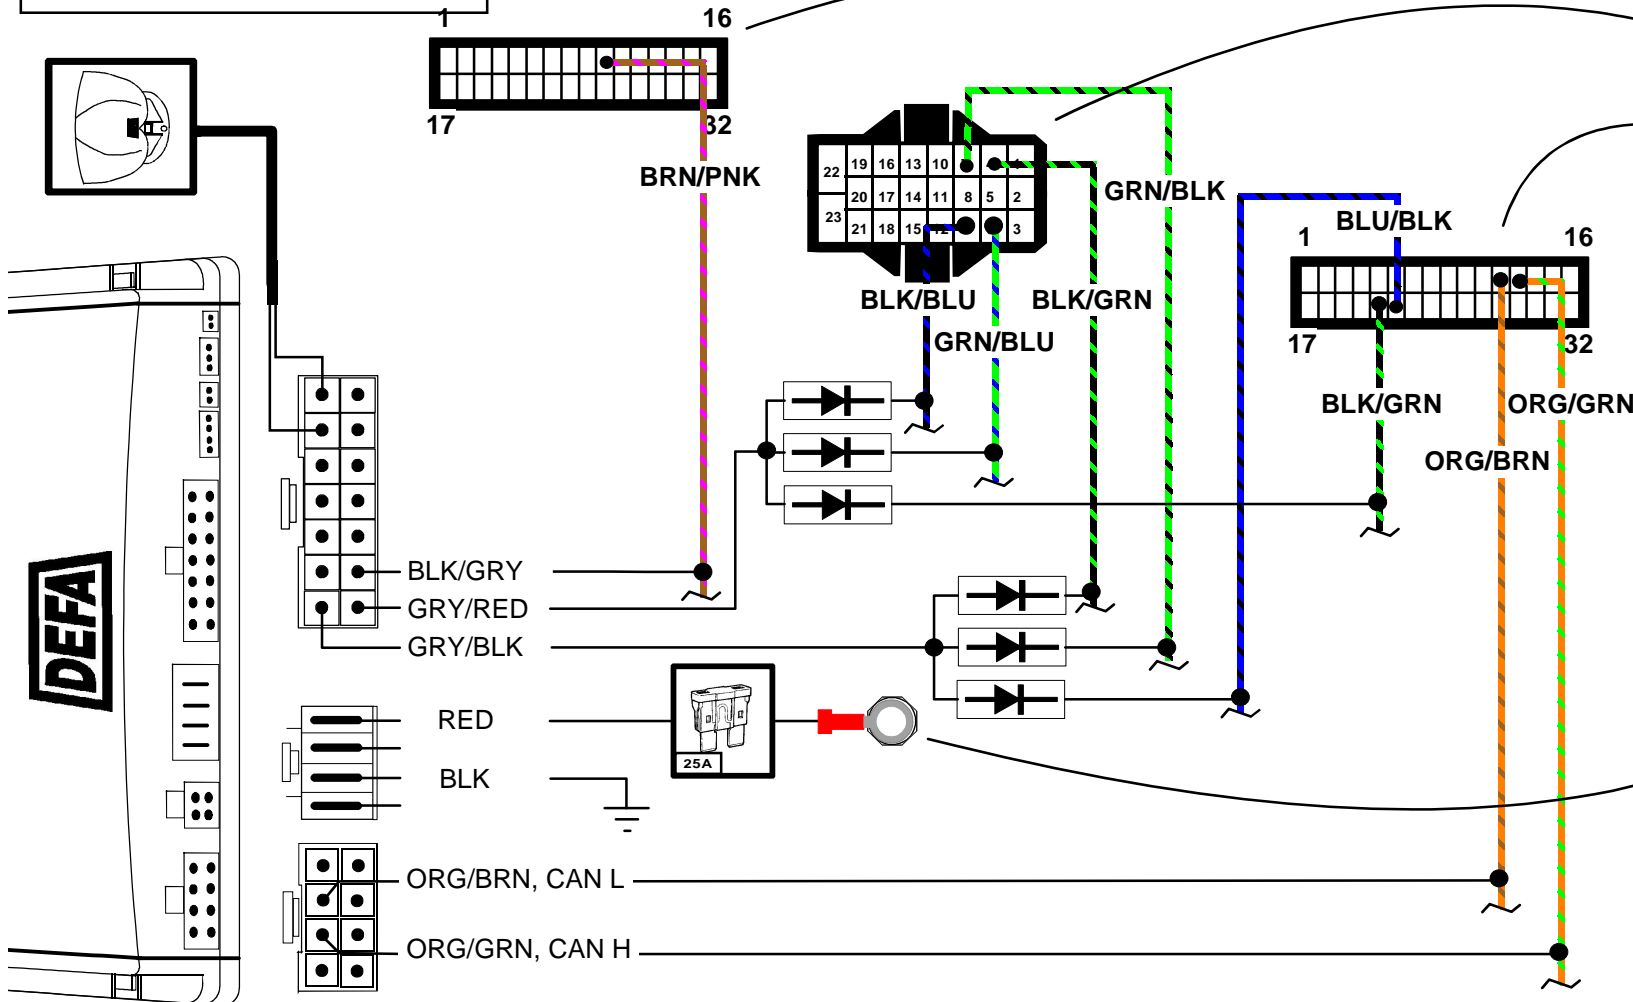 1 16
17 32
BRN/PNK
22 19 16 13 10 4 1
20 17 14 11 8 5 2
23
21 18 15 12 3
GRN/BLK
BLU/BLK
1 16
17 32
BLK/BLU
BLK/GRN
GRN/BLU
BLK/GRN
ORG/GRN
ORG/BRN
DEFA
BLK/GRY
GRY/RED
GRY/BLK
RED
25A
BLK
ORG/BRN, CAN L
ORG/GRN, CAN H